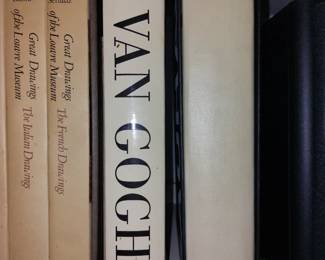 Great Drawings
of the Louvre Museum
The Italian Drawings
Great Drawings
of the Louvre Museum
The French Drawings
VAN GOGH